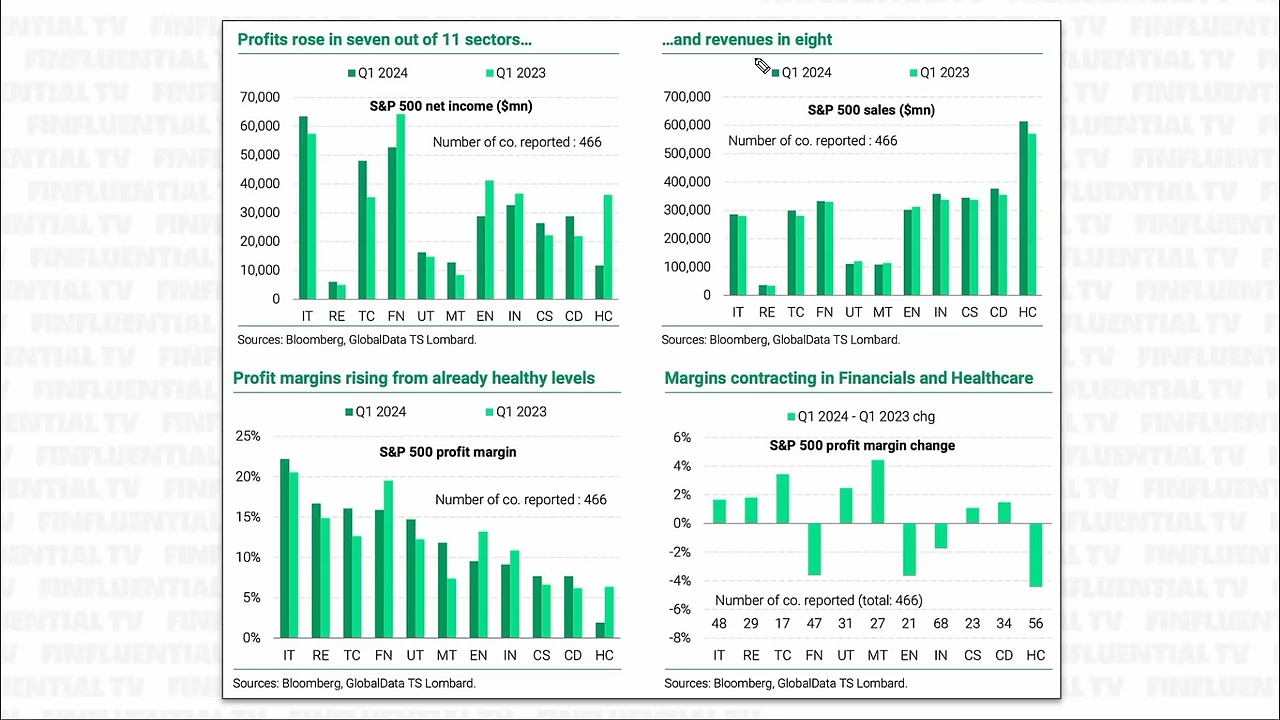 Profits rose in seven out of 11 sectors...
Q1 2024 Q1 2023
S&P 500 net income ($mn)
Number of co. reported : 466
70,000
60,000
50,000
40,000
30,000
20,000
10,000
0
IT RE TC FN UT MT EN IN CS CD HC
Sources: Bloomberg, GlobalData TS Lombard.
...and revenues in eight
Q1 2024 Q1 2023
S&P 500 sales ($mn)
Number of co. reported : 466
700,000
600,000
500,000
400,000
300,000
200,000
100,000
0
IT RE TC FN UT MT EN IN CS CD HC
Sources: Bloomberg, GlobalData TS Lombard.
Profit margins rising from already healthy levels
Q1 2024 Q1 2023
S&P 500 profit margin
Number of co. reported : 466
25%
20%
15%
10%
5%
0%
IT RE TC FN UT MT EN IN CS CD HC
Sources: Bloomberg, GlobalData TS Lombard.
Margins contracting in Financials and Healthcare
Q1 2024 - Q1 2023 chg
S&P 500 profit margin change
6%
4%
2%
0%
-2%
-4%
-6%
-8%
Number of co. reported (total: 466)
48 29 17 47 31 27 21 68 23 34 56
IT RE TC FN UT MT EN IN CS CD HC
Sources: Bloomberg, GlobalData TS Lombard.
FINFLUENTIAL TV